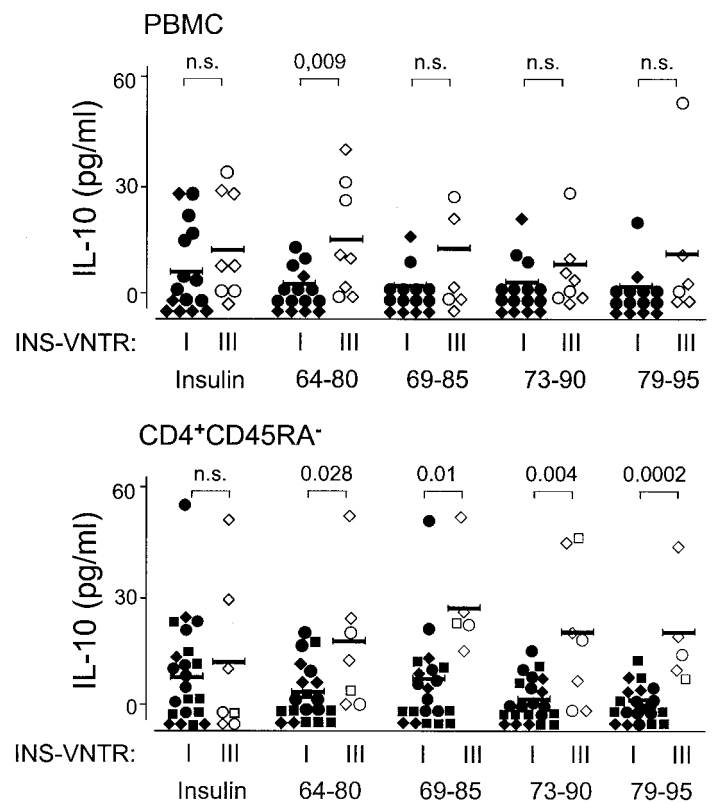 PBMC
n.s. 0,009 n.s. n.s. n.s.
60
30
0
IL-10 (pg/ml)
INS-VNTR: I III I III I III I III I III
Insulin 64-80 69-85 73-90 79-95
CD4⁺CD45RA⁻
n.s. 0.028 0.01 0.004 0.0002
60
30
0
IL-10 (pg/ml)
INS-VNTR: I III I III I III I III I III
Insulin 64-80 69-85 73-90 79-95